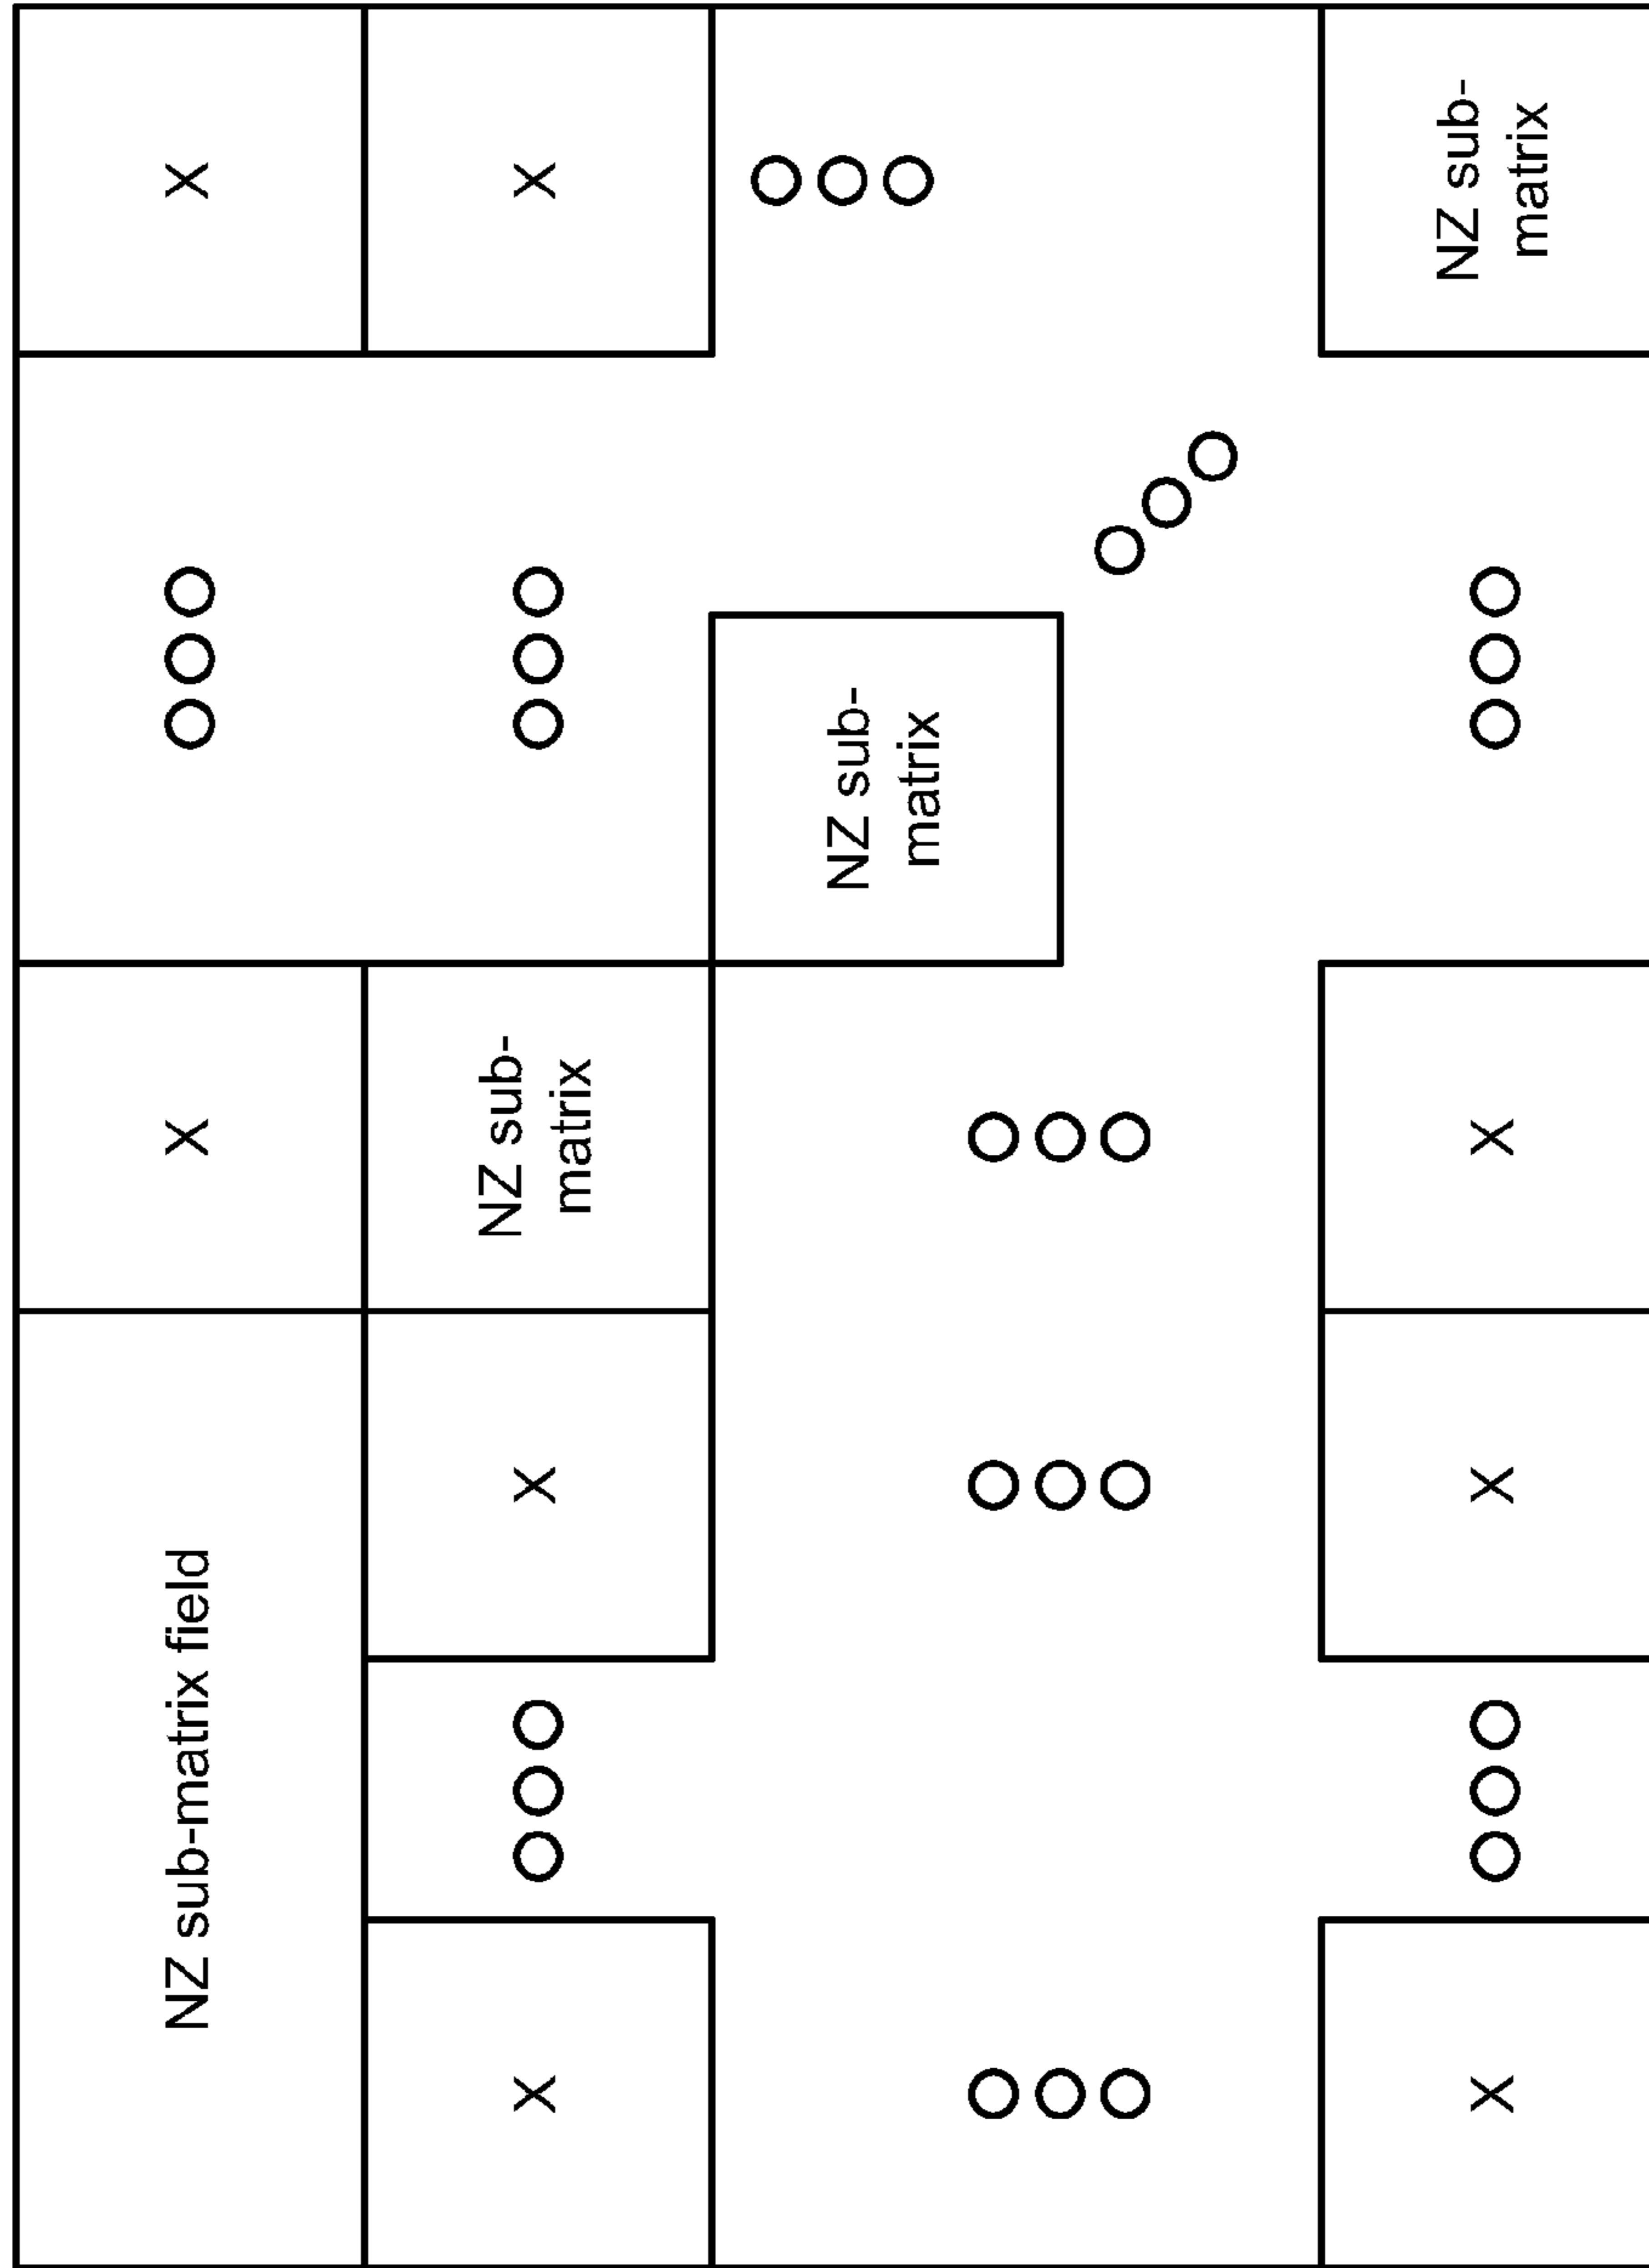 NZ sub-matrix field
X
X
X
X
NZ sub-
matrix
X
NZ sub-
matrix
X
X
X
NZ sub-
matrix